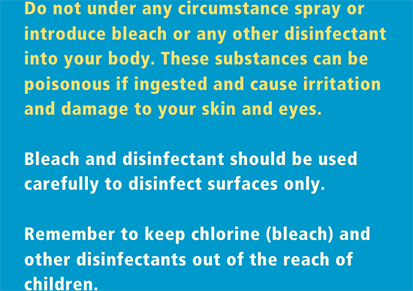 Do not under any circumstance spray or
introduce bleach or any other disinfectant
into your body. These substances can be
poisonous if ingested and cause irritation
and damage to your skin and eyes.
Bleach and disinfectant should be used
carefully to disinfect surfaces only.
Remember to keep chlorine (bleach) and
other disinfectants out of the reach of
children.